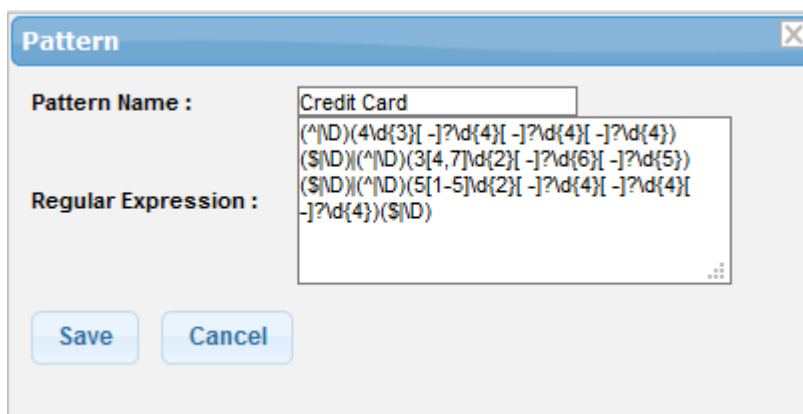 Pattern
Pattern Name :
Credit Card
Regular Expression :
(^|\D)(4\d{3}[ -]?\d{4}[ -]?\d{4}[ -]?\d{4})
($|\D)|(^|\D)(3[4,7]\d{2}[ -]?\d{6}[ -]?\d{5})
($|\D)|(^|\D)(5[1-5]\d{2}[ -]?\d{4}[ -]?\d{4}[
-]?\d{4})($|\D)
Save Cancel